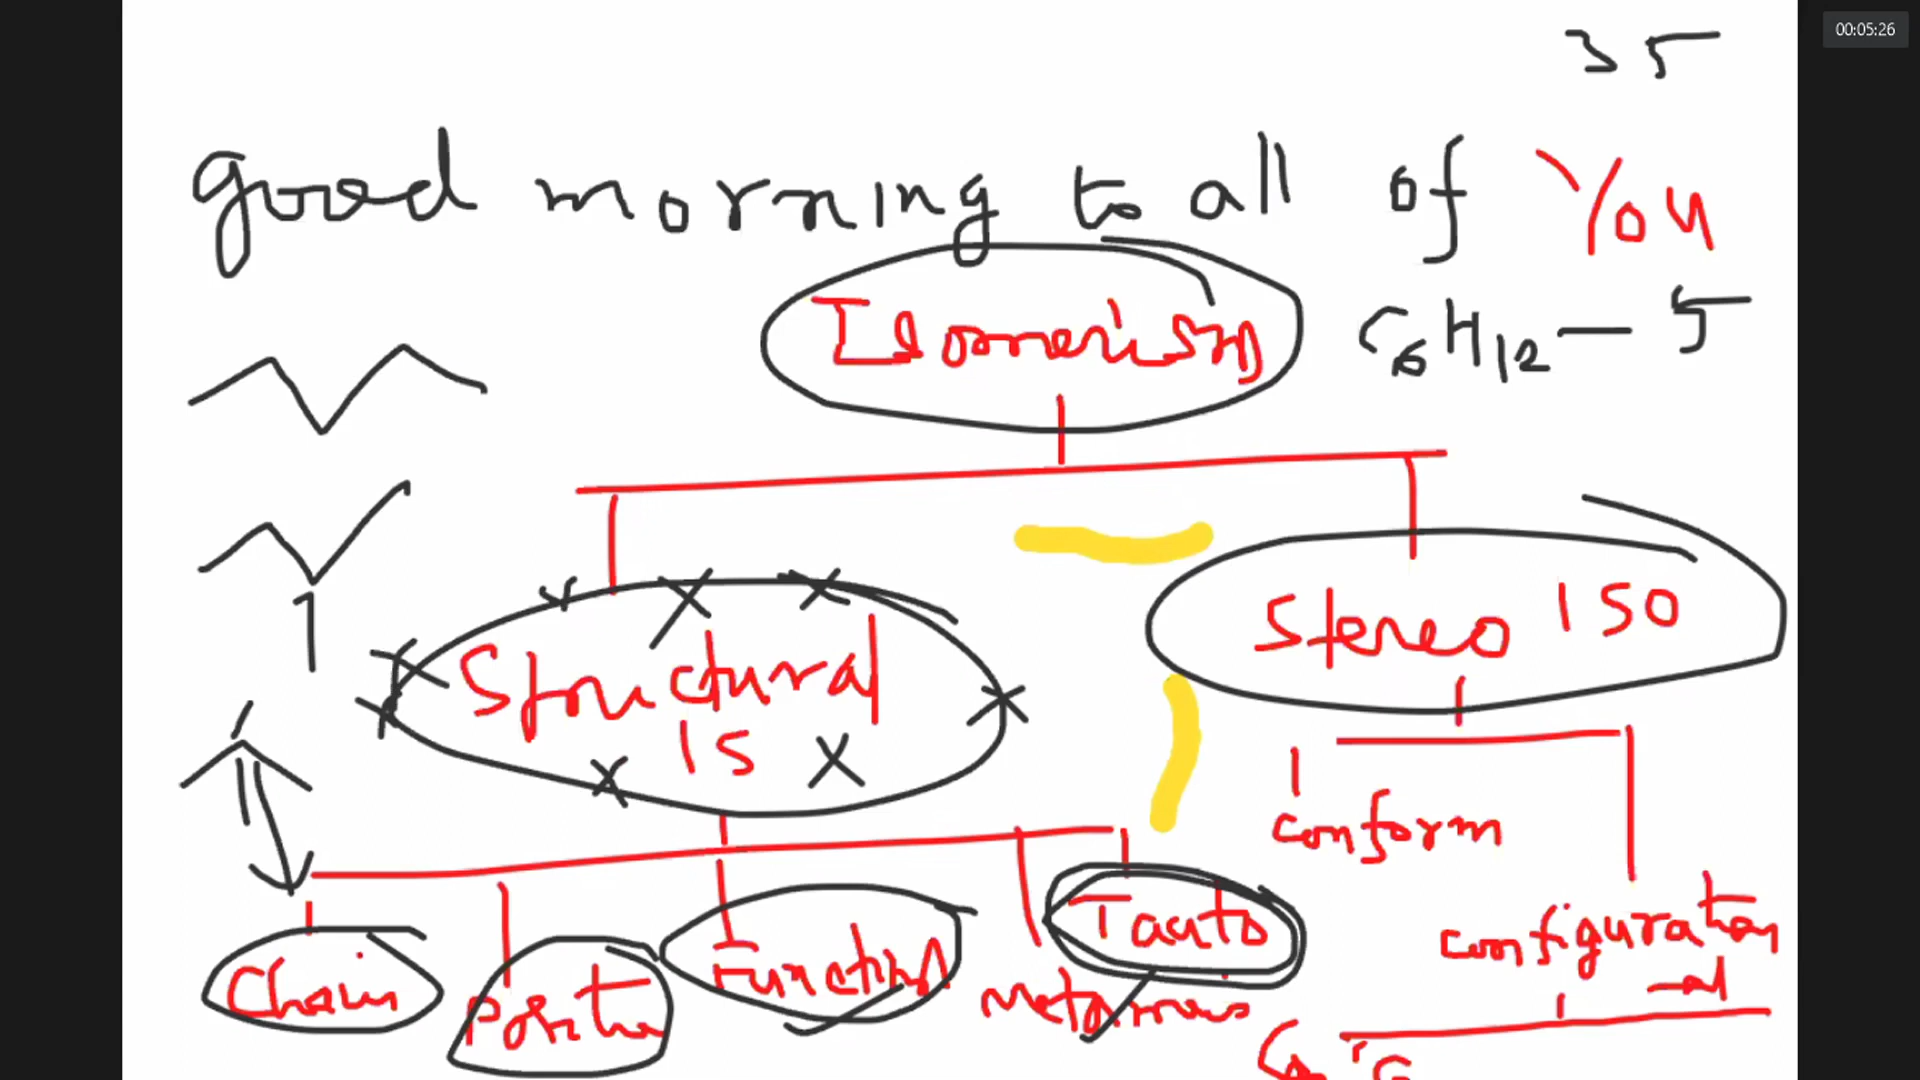 00:05:26
35
good morning to all of You
Isomerism
C6H12 — 5
Stereo ISO
Structural
IS
conform
configuration
al
Chain
Position
Function
Metamerus
Tauto